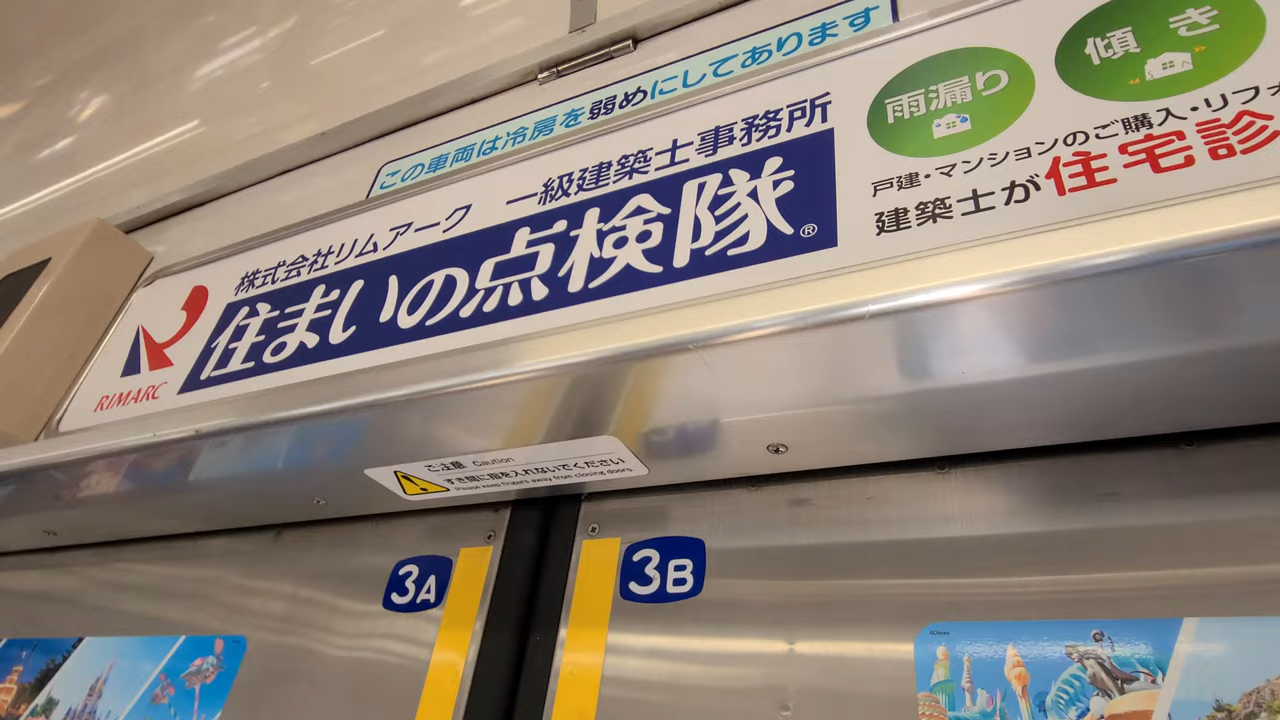 この車両は冷房を弱めにしてあります
株式会社リムアーク 一級建築士事務所
住まいの点検隊®
RIMARC
雨漏り
傾き
戸建・マンションのご購入・リフォ
建築士が住宅診
ご注意 Caution
すき間に指を入れないでください
Please keep fingers away from closing doors.
3A
3B
©Disney